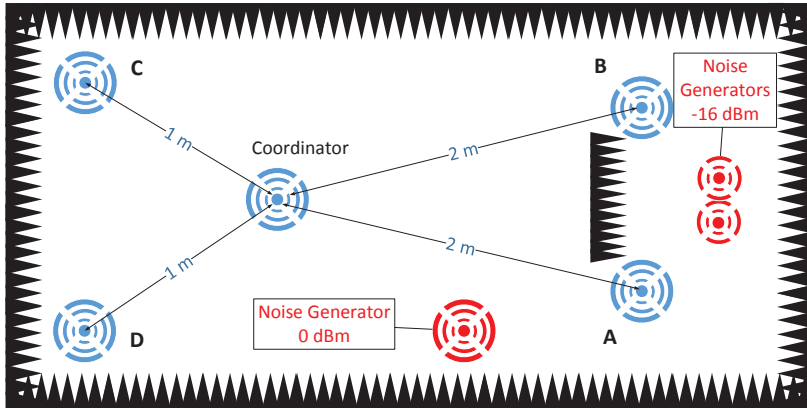 C
B
Noise
Generators
-16 dBm
1 m
Coordinator
2 m
2 m
1 m
Noise Generator
0 dBm
D
A